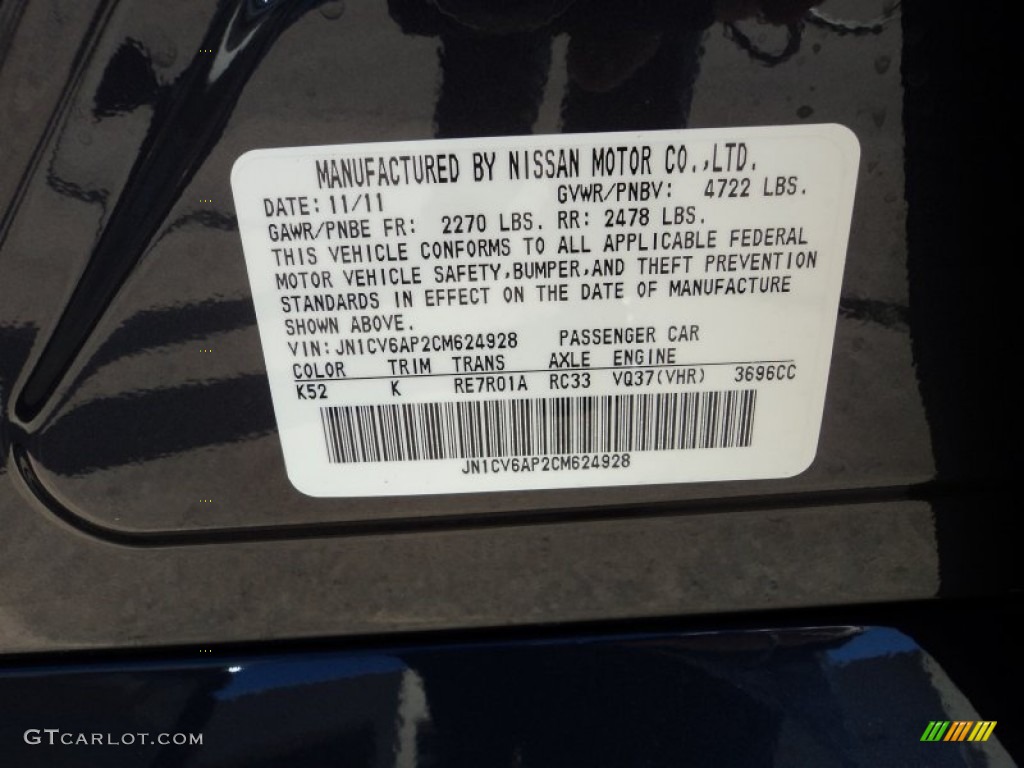 MANUFACTURED BY NISSAN MOTOR CO.,LTD.
DATE: 11/11 GVWR/PNBV: 4722 LBS.
GAWR/PNBE FR: 2270 LBS. RR: 2478 LBS.
THIS VEHICLE CONFORMS TO ALL APPLICABLE FEDERAL
MOTOR VEHICLE SAFETY,BUMPER,AND THEFT PREVENTION
STANDARDS IN EFFECT ON THE DATE OF MANUFACTURE
SHOWN ABOVE.
VIN: JN1CV6AP2CM624928 PASSENGER CAR
COLOR TRIM TRANS AXLE ENGINE
K52 K RE7R01A RC33 VQ37(VHR) 3696CC
JN1CV6AP2CM624928
GTCARLOT.COM